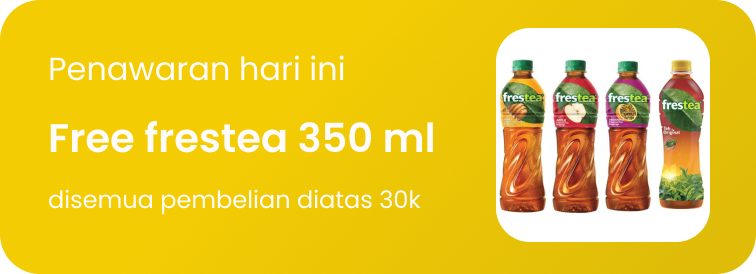 Penawaran hari ini
Free frestea 350 ml
disemua pembelian diatas 30k
frestea
frestea
frestea
frestea